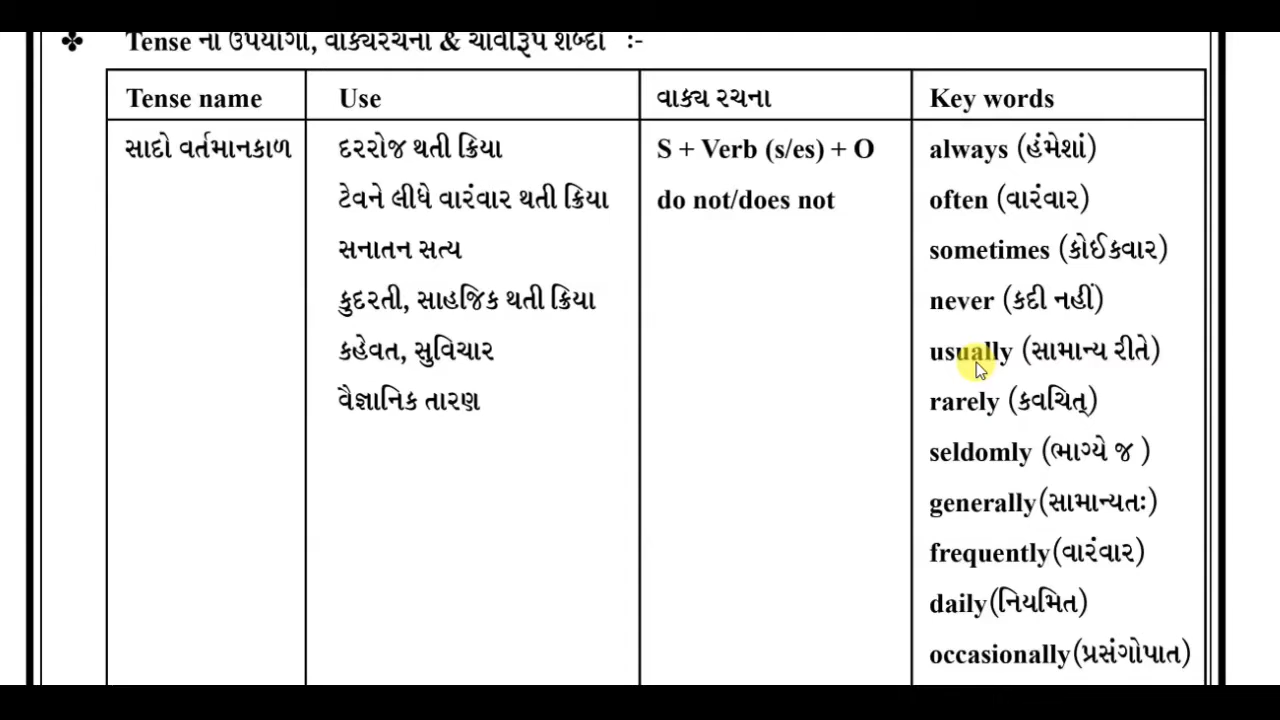 ❖ Tense ના ઉપયોગો, વાક્યરચના & ચાવીરૂપ શબ્દો :-
Tense name Use વાક્ય રચના Key words
સાદો વર્તમાનકાળ દરરોજ થતી ક્રિયા S + Verb (s/es) + O always (હંમેશાં)
ટેવને લીધે વારંવાર થતી ક્રિયા do not/does not often (વારંવાર)
સનાતન સત્ય sometimes (કોઈકવાર)
કુદરતી, સાહજિક થતી ક્રિયા never (કદી નહીં)
કહેવત, સુવિચાર usually (સામાન્ય રીતે)
વૈજ્ઞાનિક તારણ rarely (કવચિત્)
seldomly (ભાગ્યે જ )
generally(સામાન્યતઃ)
frequently(વારંવાર)
daily(નિયમિત)
occasionally(પ્રસંગોપાત)